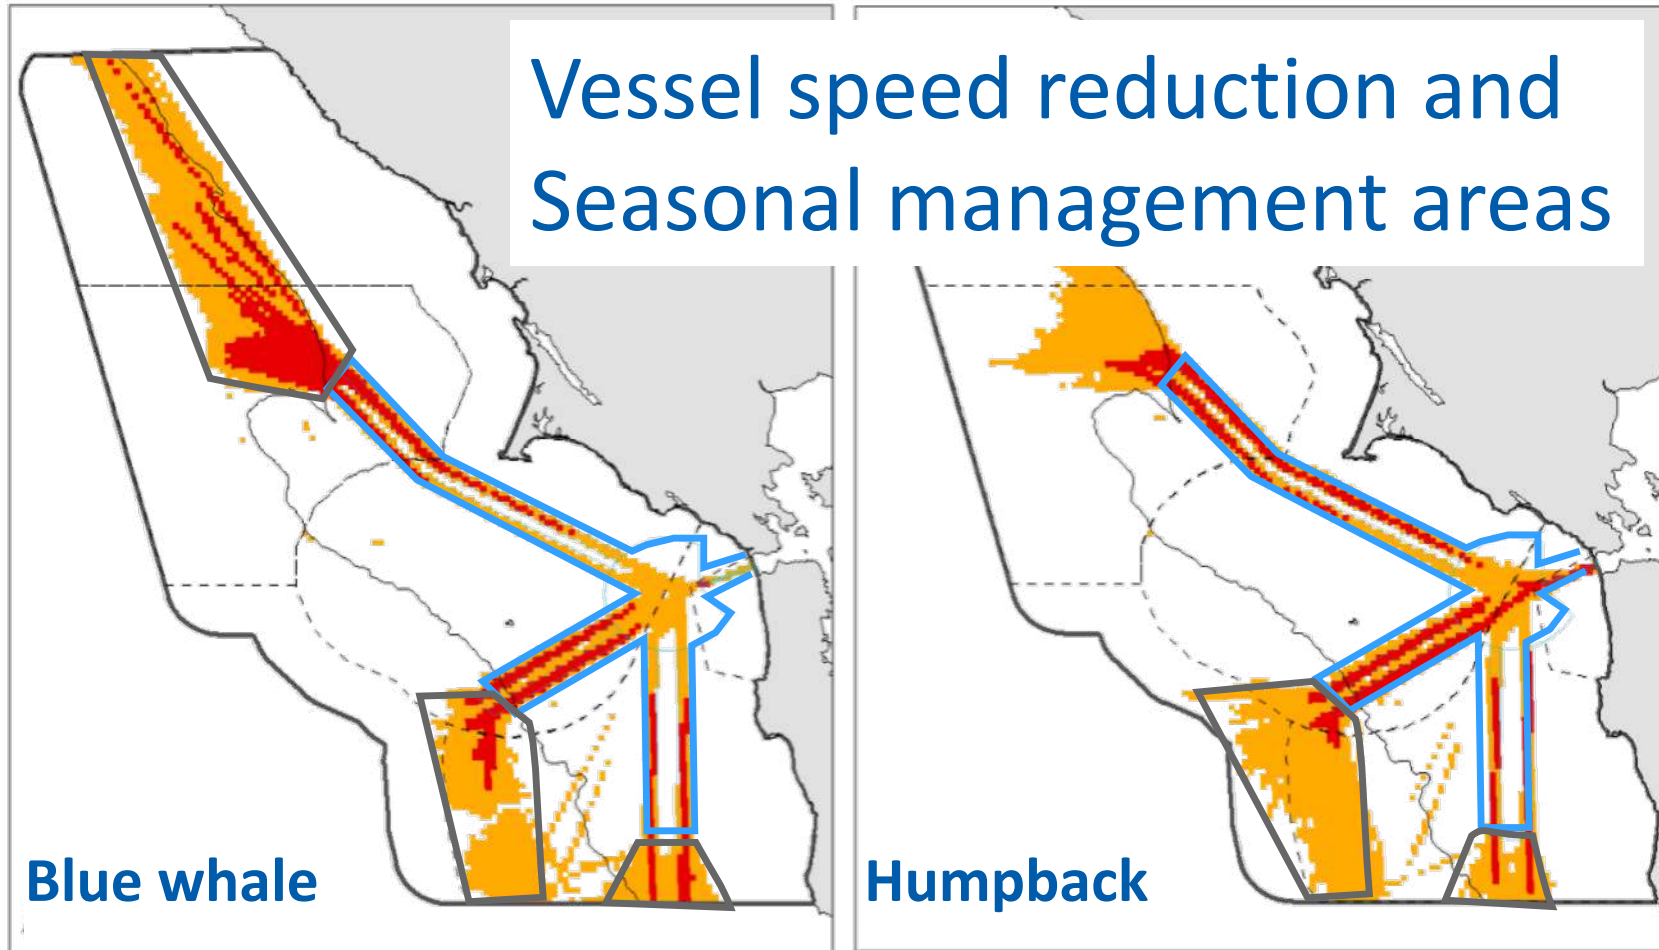 Vessel speed reduction and
Seasonal management areas
Blue whale
Humpback